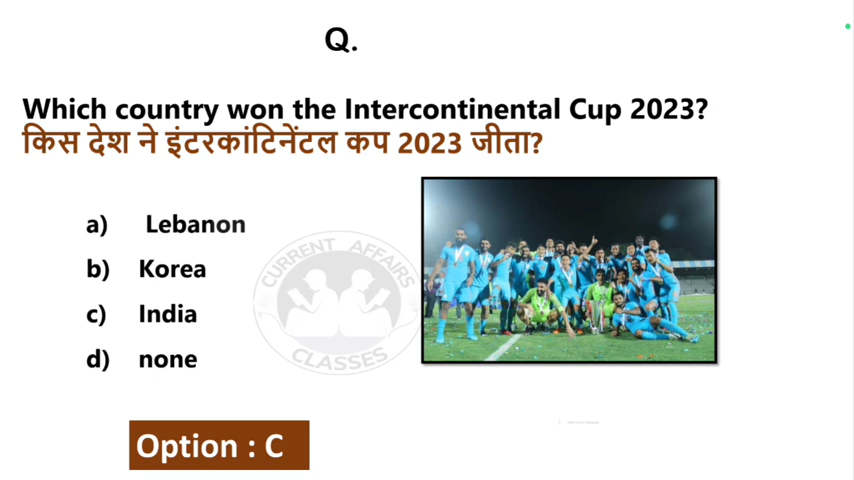 Q.
Which country won the Intercontinental Cup 2023?
किस देश ने इंटरकांटिनेंटल कप 2023 जीता?
a) Lebanon
b) Korea
c) India
d) none
CURRENT AFFAIRS
CLASSES
Option : C